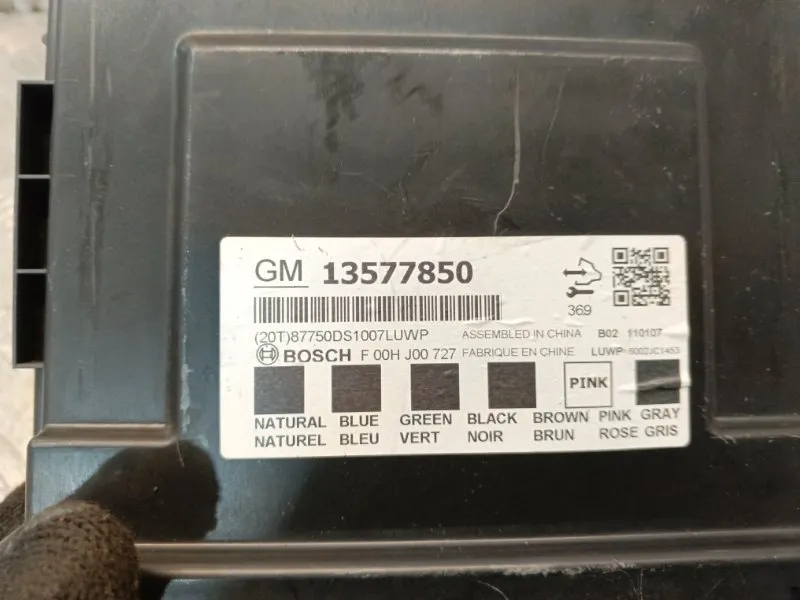 GM 13577850
369
(20T)87750DS1007LUWP ASSEMBLED IN CHINA B02 110107
BOSCH F 00H J00 727 FABRIQUE EN CHINE LUWP
PINK
NATURAL BLUE GREEN BLACK BROWN PINK GRAY
NATUREL BLEU VERT NOIR BRUN ROSE GRIS